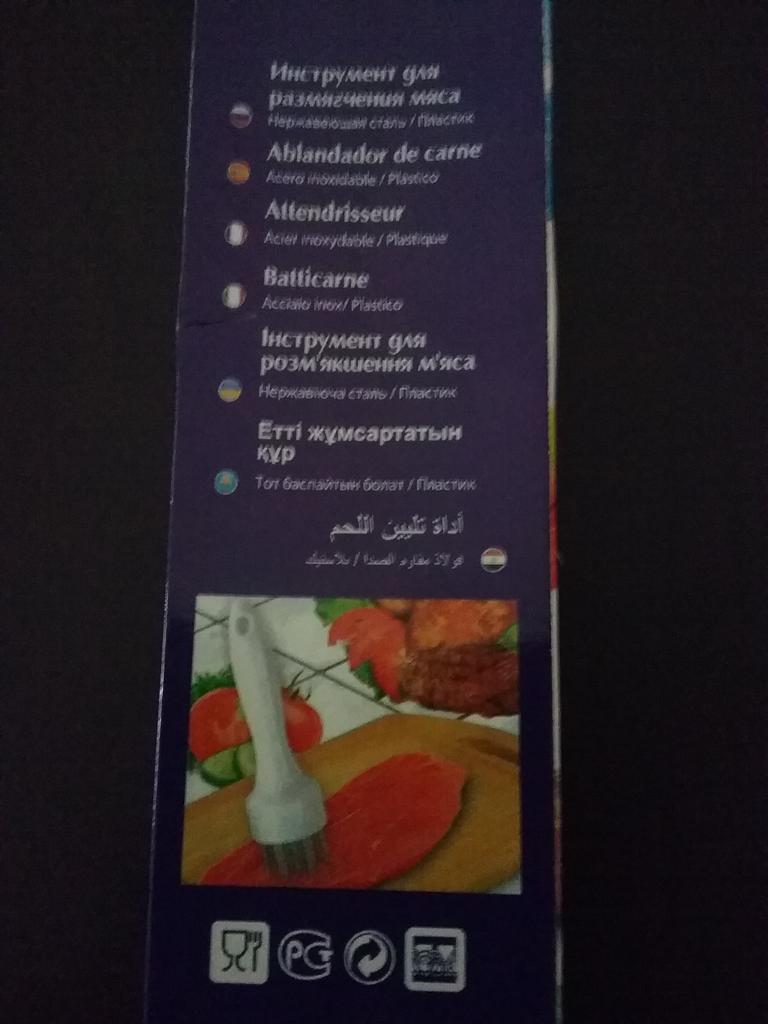 Инструмент для
размягчения мяса
Нержавеющая сталь / Пластик
Ablandador de carne
Acero inoxidable / Plástico
Attendrisseur
Acier inoxydable / Plastique
Batticarne
Acciaio inox/ Plastico
Інструмент для
розм'якшення м'яса
Нержавіюча сталь / Пластик
Етті жұмсартатын
құр
Тот баспайтын болат / Пластик
أداة تليين اللحم
فولاذ مقاوم الصدا / بلاستيك
РСТ